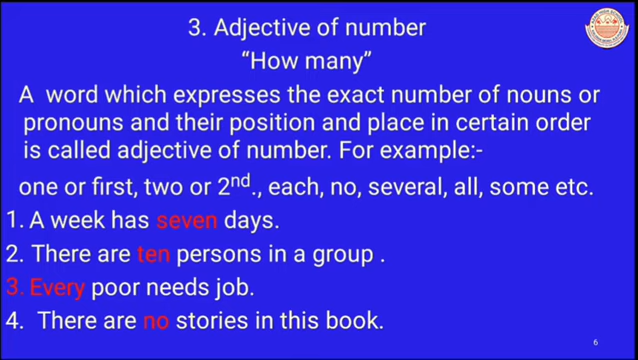 3. Adjective of number
“How many”
A word which expresses the exact number of nouns or
pronouns and their position and place in certain order
is called adjective of number. For example:-
one or first, two or 2nd., each, no, several, all, some etc.
1. A week has seven days.
2. There are ten persons in a group .
3. Every poor needs job.
4. There are no stories in this book.
6